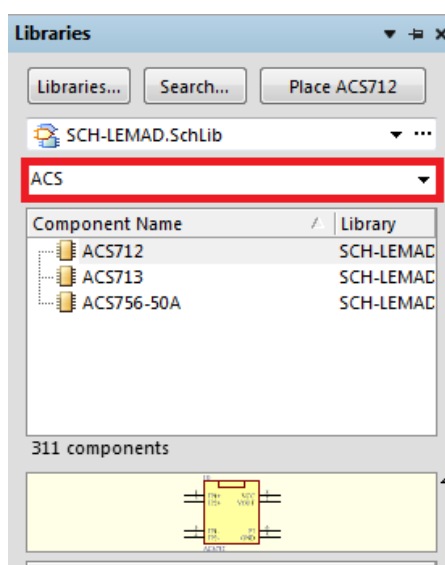 Libraries
Libraries... Search... Place ACS712
SCH-LEMAD.SchLib
ACS
Component Name Library
ACS712 SCH-LEMAD
ACS713 SCH-LEMAD
ACS756-50A SCH-LEMAD
311 components